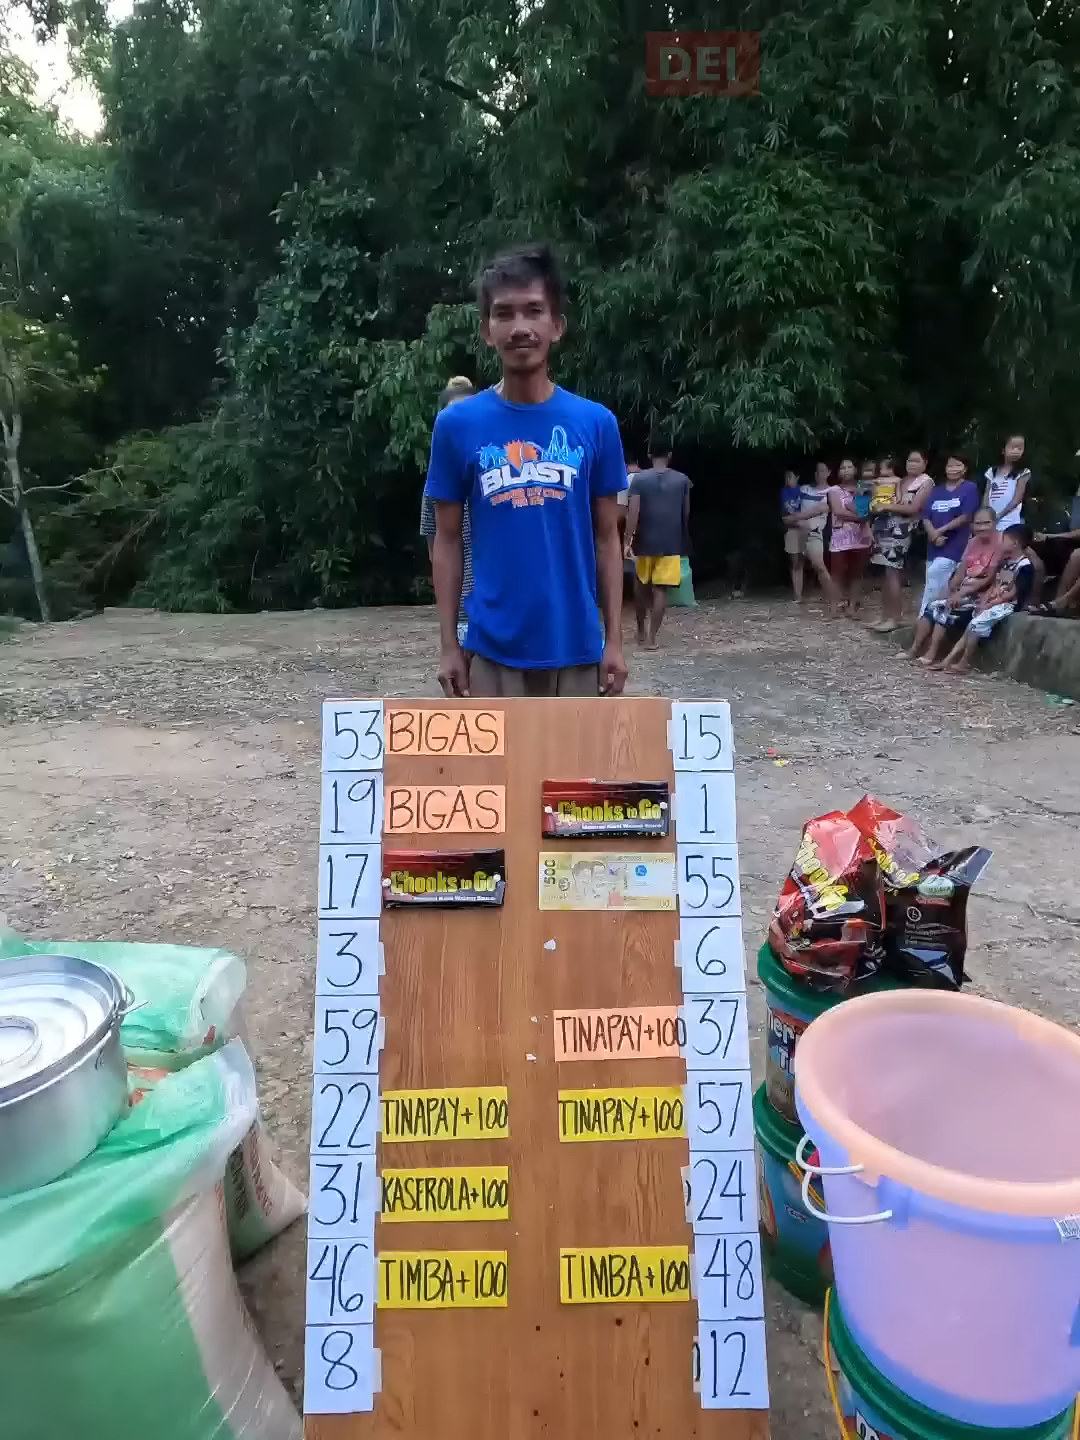 DEI
BLAST
53 BIGAS 15
19 BIGAS Chooks to Go 1
17 Chooks to Go 500 55
3 6
59 TINAPAY+100 37
22 TINAPAY+100 TINAPAY+100 57
31 KASEROLA+100 24
46 TIMBA+100 TIMBA+100 48
8 12
Chooks